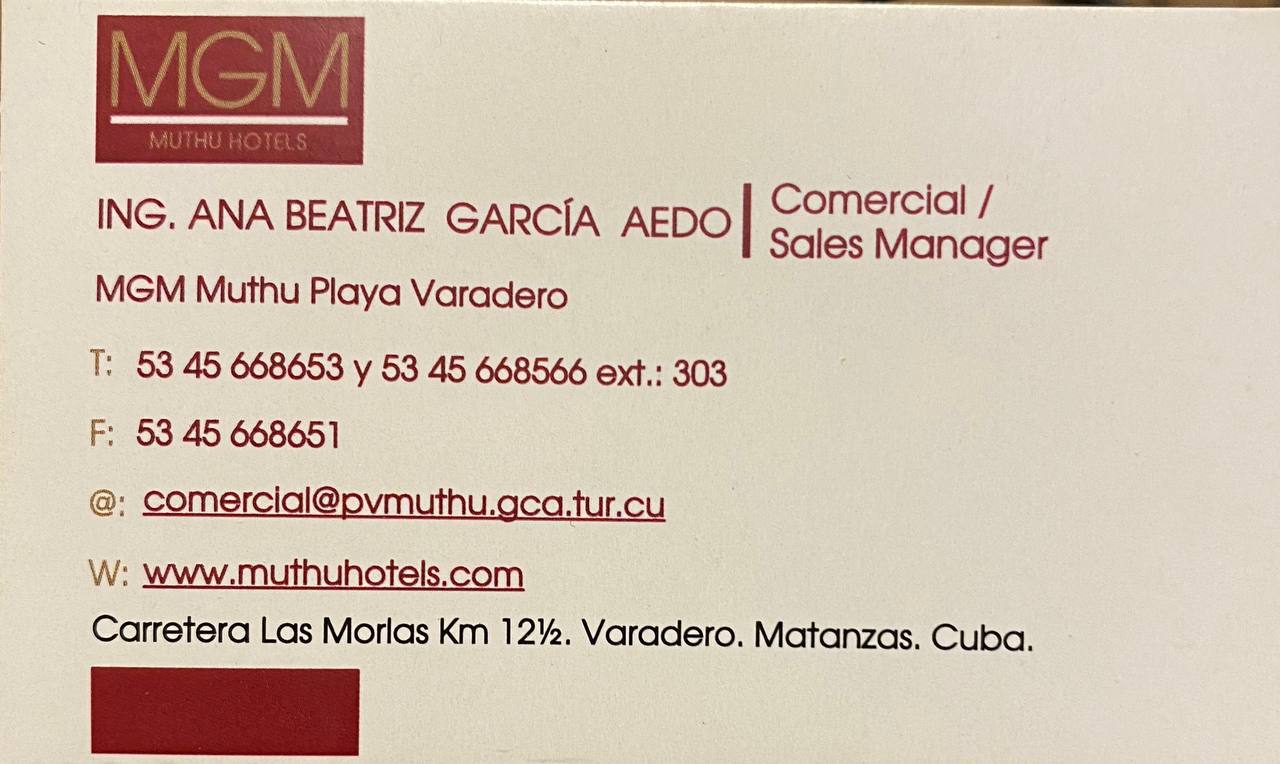 MGM
MUTHU HOTELS
ING. ANA BEATRIZ GARCÍA AEDO
Comercial /
Sales Manager
MGM Muthu Playa Varadero
T: 53 45 668653 y 53 45 668566 ext.: 303
F: 53 45 668651
@: comercial@pvmuthu.gca.tur.cu
W: www.muthuhotels.com
Carretera Las Morlas Km 12½. Varadero. Matanzas. Cuba.